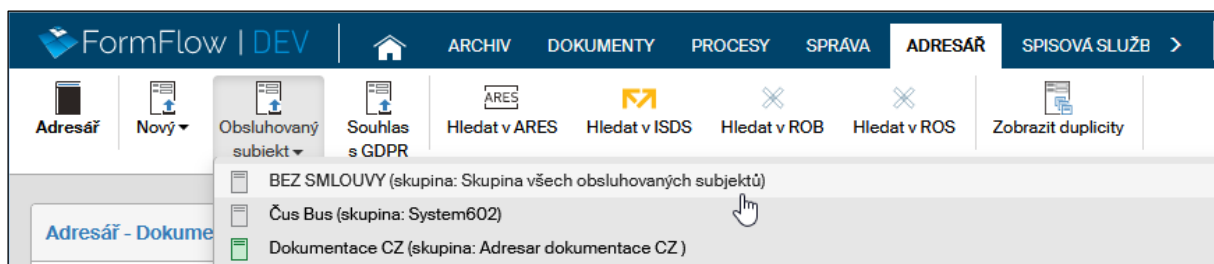 FormFlow | DEV
ARCHIV DOKUMENTY PROCESY SPRÁVA ADRESÁŘ SPISOVÁ SLUŽB
ARES
Adresář Nový Obsluhovaný Souhlas Hledat v ARES Hledat v ISDS Hledat v ROB Hledat v ROS Zobrazit duplicity
subjekt s GDPR
BEZ SMLOUVY (skupina: Skupina všech obsluhovaných subjektů)
Čus Bus (skupina: System602)
Adresář - Dokume
Dokumentace CZ (skupina: Adresar dokumentace CZ )